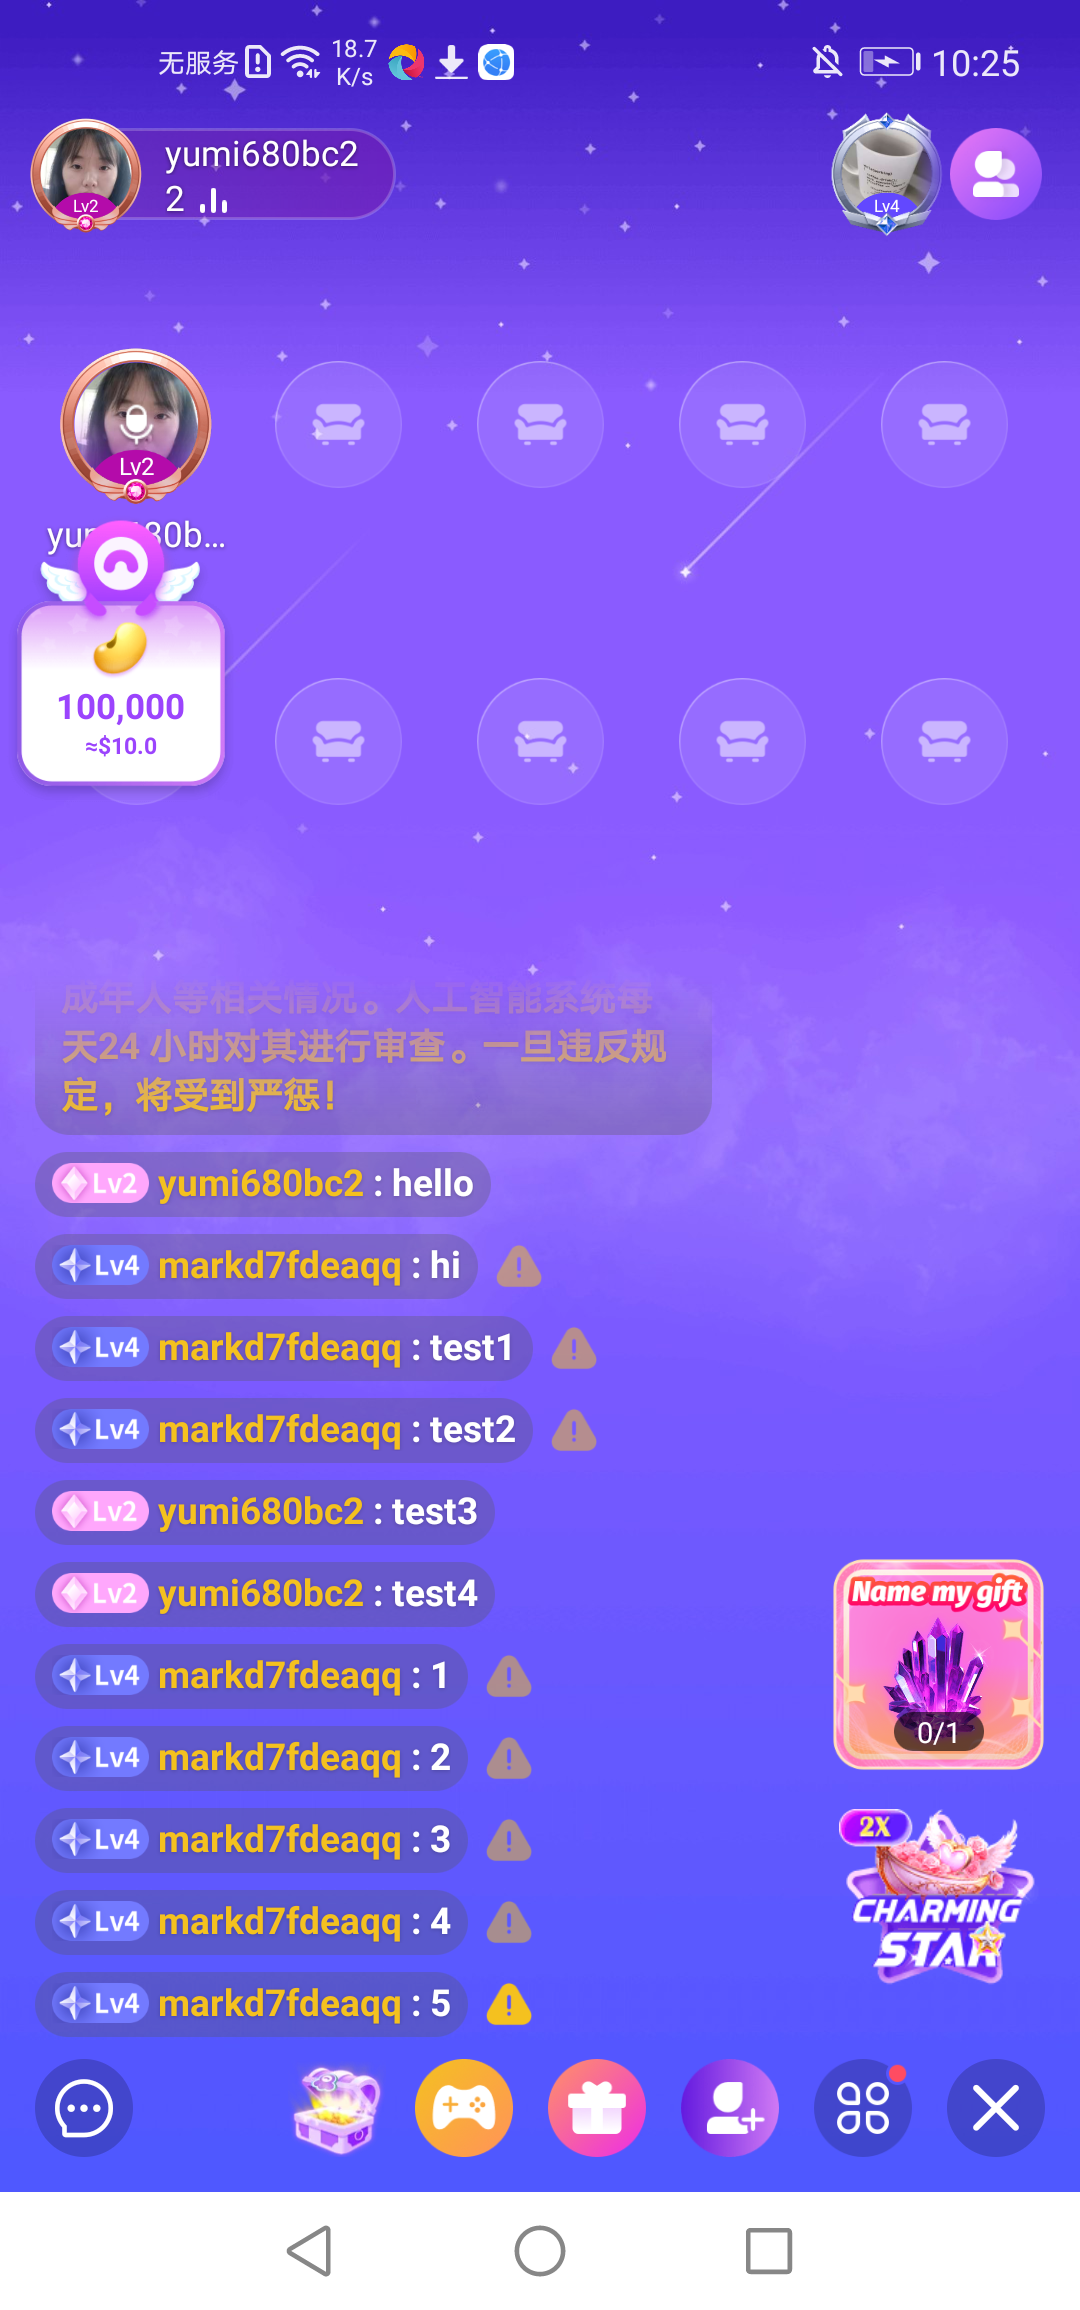 无服务 18.7 K/s 10:25
yumi680bc2
2
Lv2
Lv4
Lv2
100,000
≈$10.0
成年人等相关情况。人工智能系统每
天24 小时对其进行审查。一旦违反规
定，将受到严惩！
Lv2 yumi680bc2 : hello
Lv4 markd7fdeaqq : hi
Lv4 markd7fdeaqq : test1
Lv4 markd7fdeaqq : test2
Lv2 yumi680bc2 : test3
Lv2 yumi680bc2 : test4
Lv4 markd7fdeaqq : 1
Lv4 markd7fdeaqq : 2
Lv4 markd7fdeaqq : 3
Lv4 markd7fdeaqq : 4
Lv4 markd7fdeaqq : 5
Name my gift
0/1
2X
CHARMING
STAR